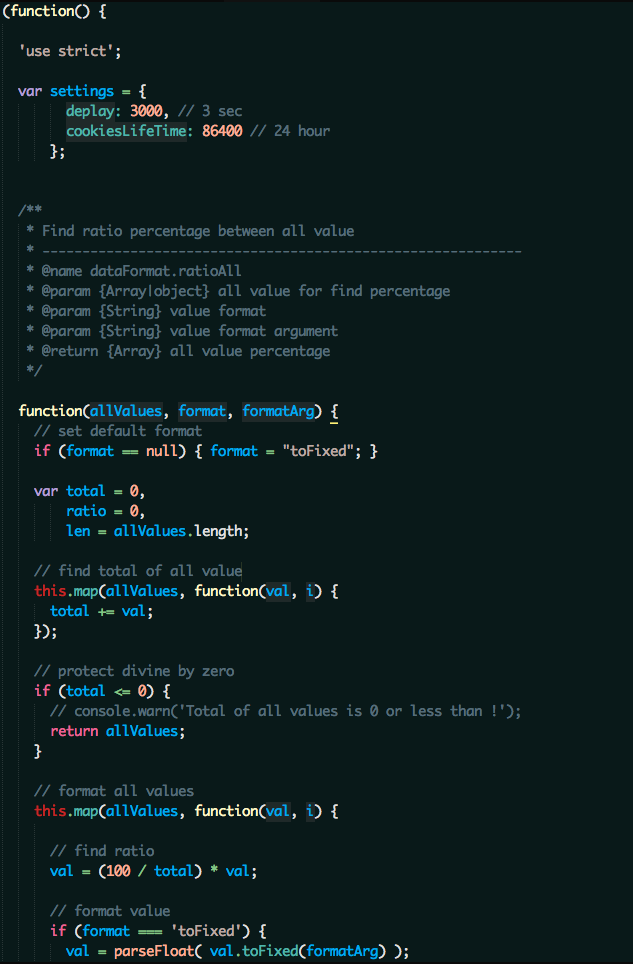 (function() {
'use strict';
var settings = {
deplay: 3000, // 3 sec
cookiesLifeTime: 86400 // 24 hour
};
/**
* Find ratio percentage between all value
* ------------------------------------------------------------
* @name dataFormat.ratioAll
* @param {Array|object} all value for find percentage
* @param {String} value format
* @param {String} value format argument
* @return {Array} all value percentage
*/
function(allValues, format, formatArg) {
// set default format
if (format == null) { format = "toFixed"; }
var total = 0,
ratio = 0,
len = allValues.length;
// find total of all value
this.map(allValues, function(val, i) {
total += val;
});
// protect divine by zero
if (total <= 0) {
// console.warn('Total of all values is 0 or less than !');
return allValues;
}
// format all values
this.map(allValues, function(val, i) {
// find ratio
val = (100 / total) * val;
// format value
if (format === 'toFixed') {
val = parseFloat( val.toFixed(formatArg) );